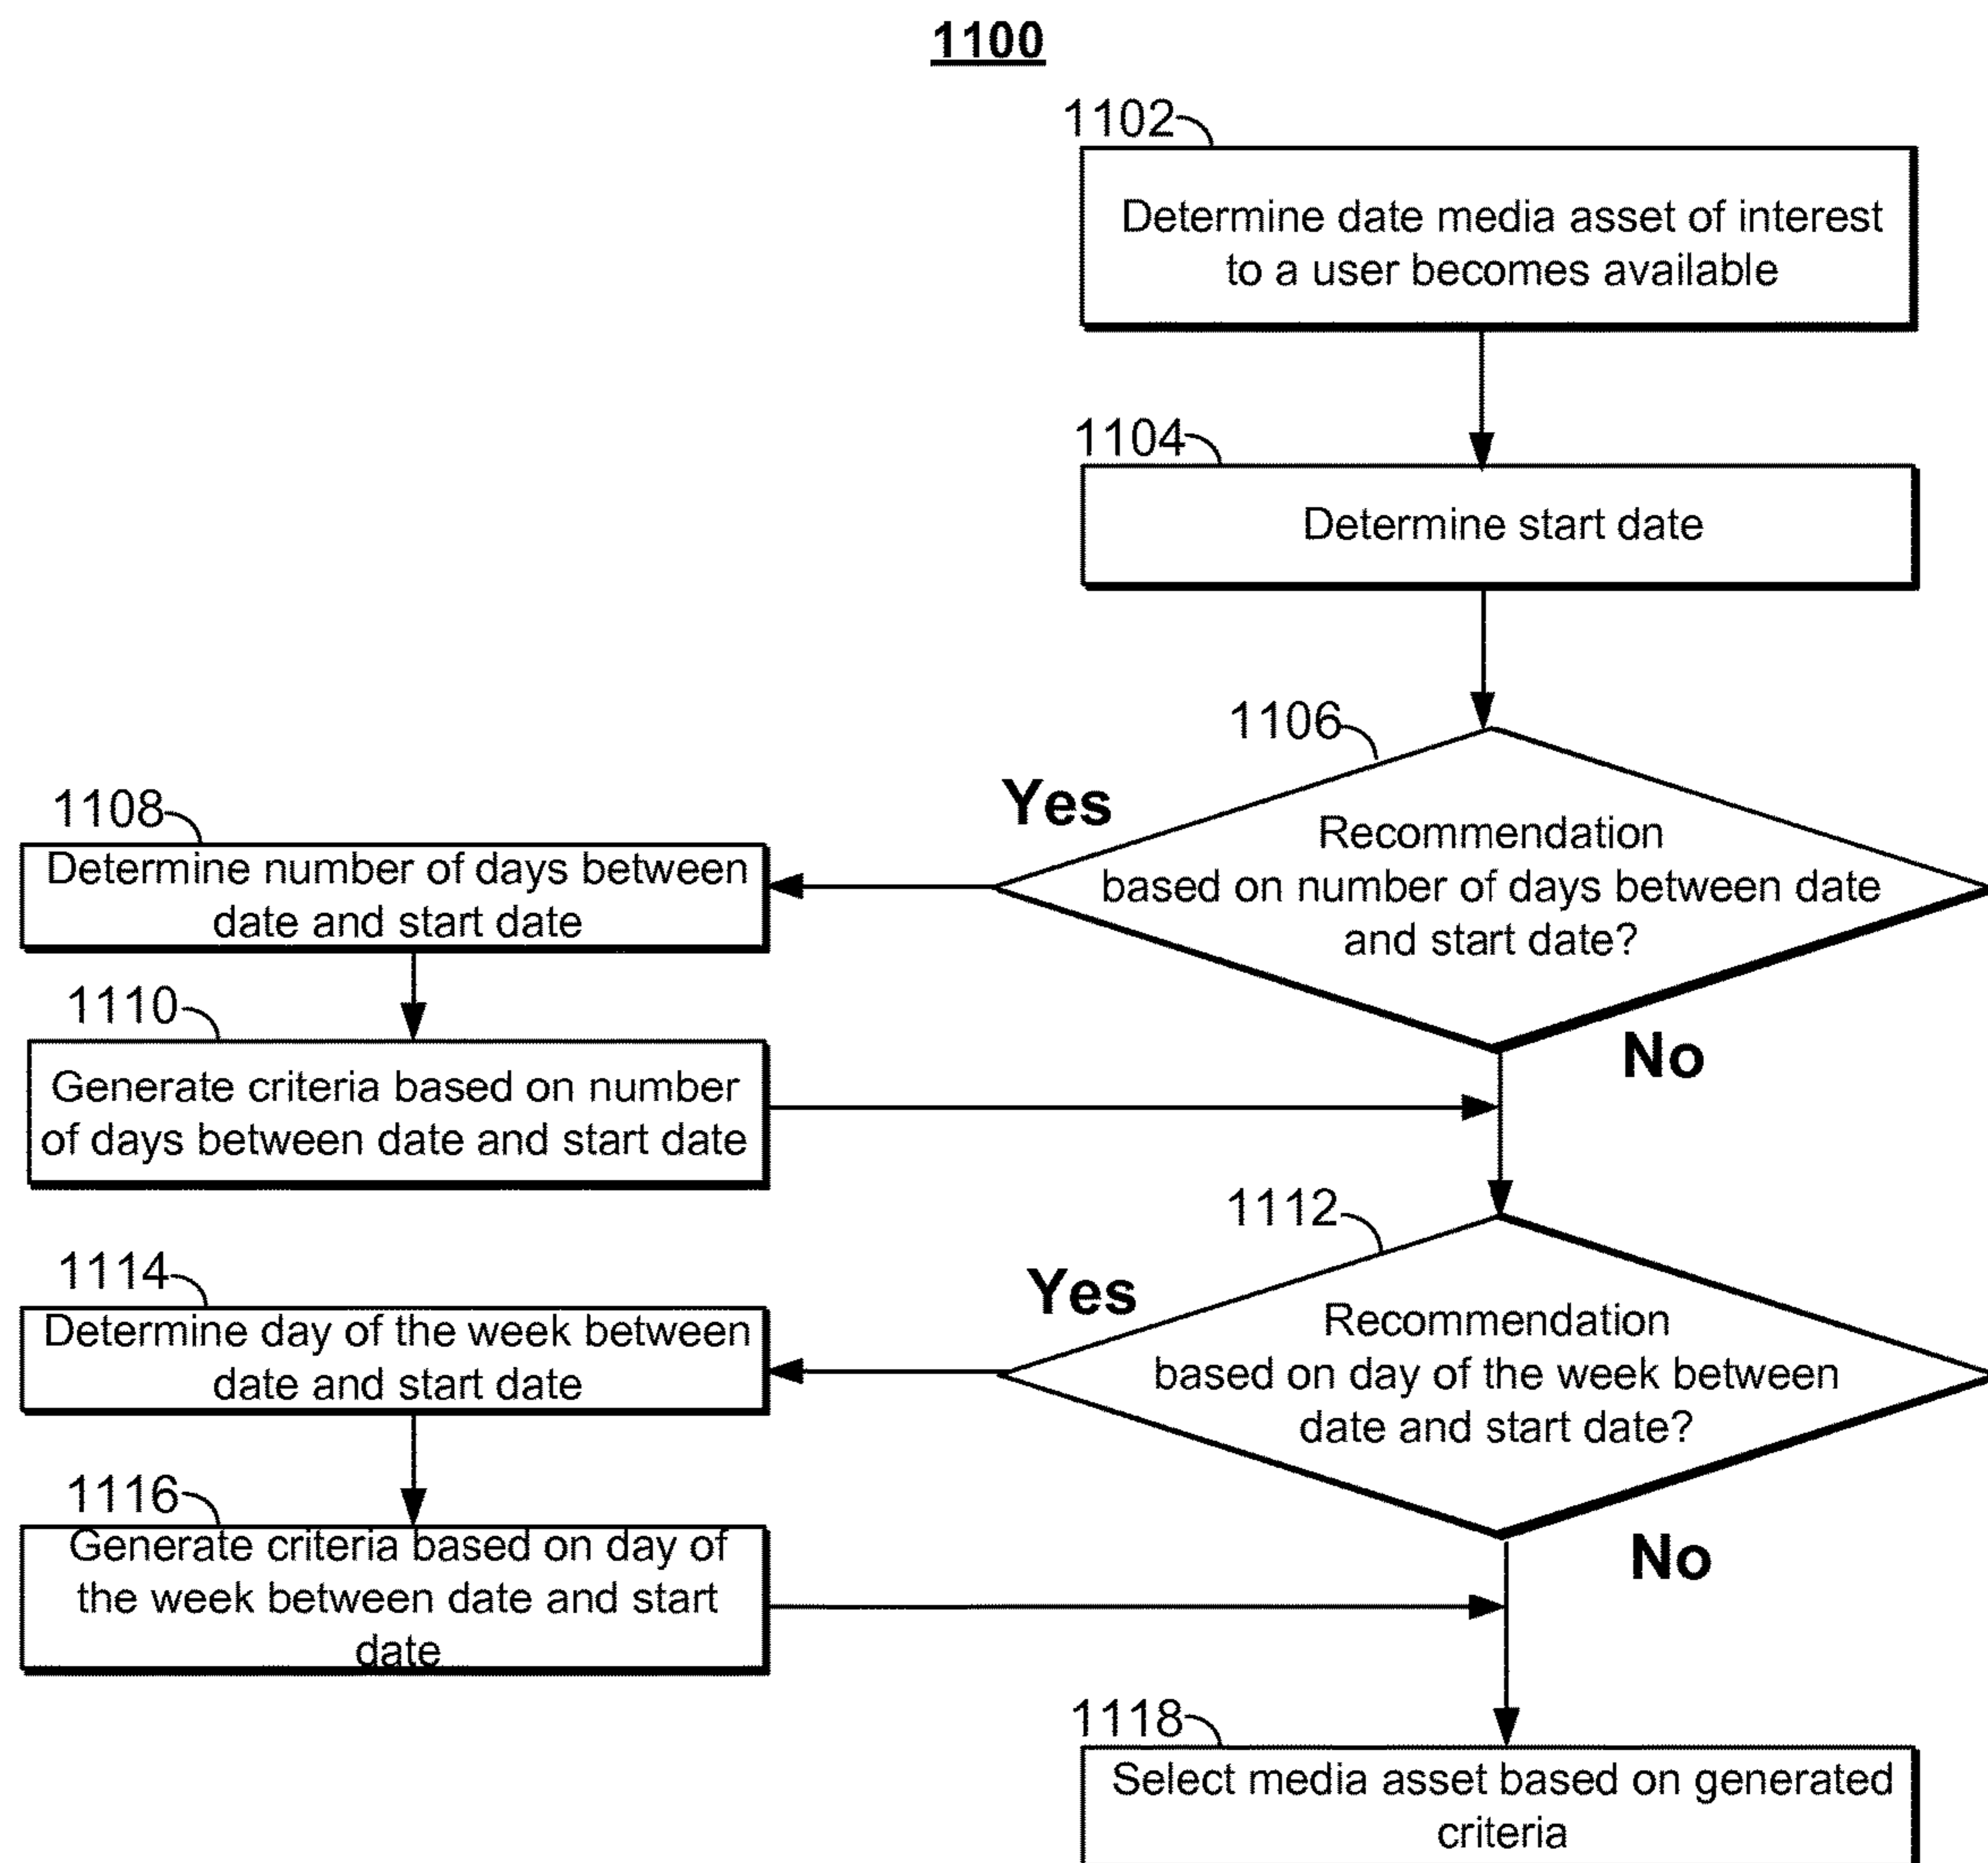 1100
1102
Determine date media asset of interest
to a user becomes available
1104
Determine start date
1106
Yes
Recommendation
based on number of days between date
and start date?
No
1108
Determine number of days between
date and start date
1110
Generate criteria based on number
of days between date and start date
1112
Yes
Recommendation
based on day of the week between
date and start date?
No
1114
Determine day of the week between
date and start date
1116
Generate criteria based on day of
the week between date and start
date
1118
Select media asset based on generated
criteria